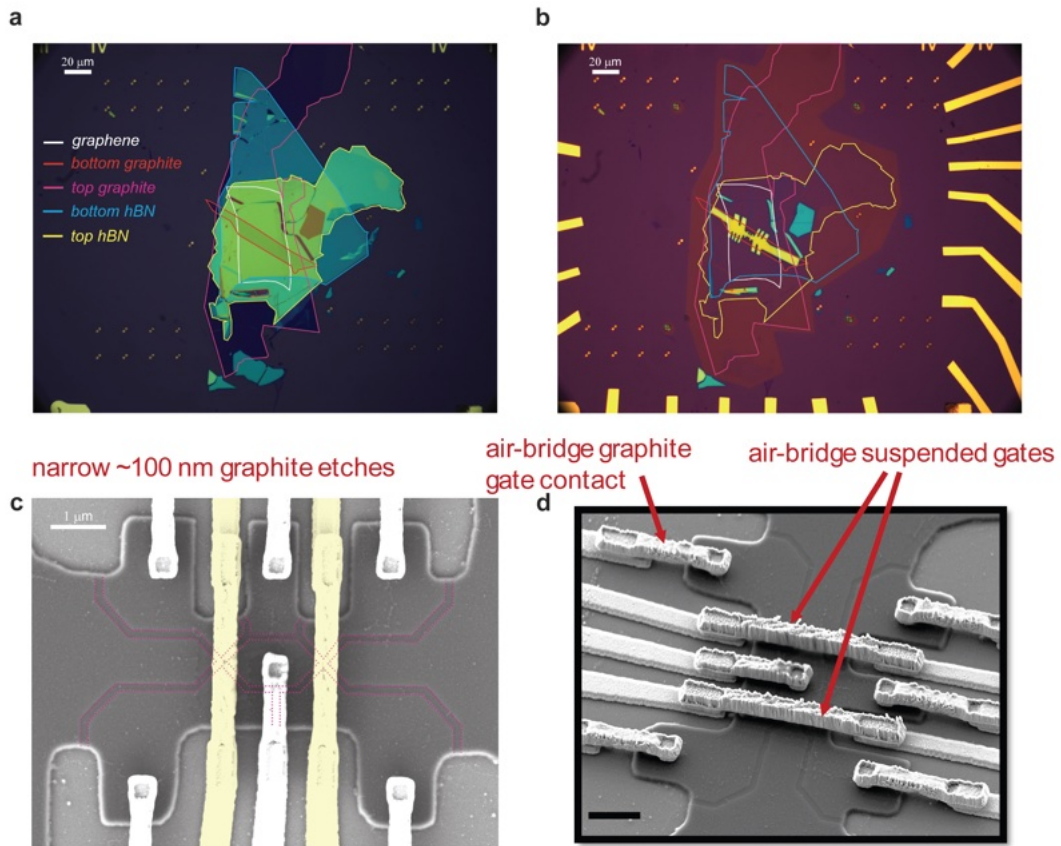 a
b
20 μm
20 μm
graphene
bottom graphite
top graphite
bottom hBN
top hBN
narrow ~100 nm graphite etches
air-bridge graphite
gate contact
air-bridge suspended gates
c
d
1 μm